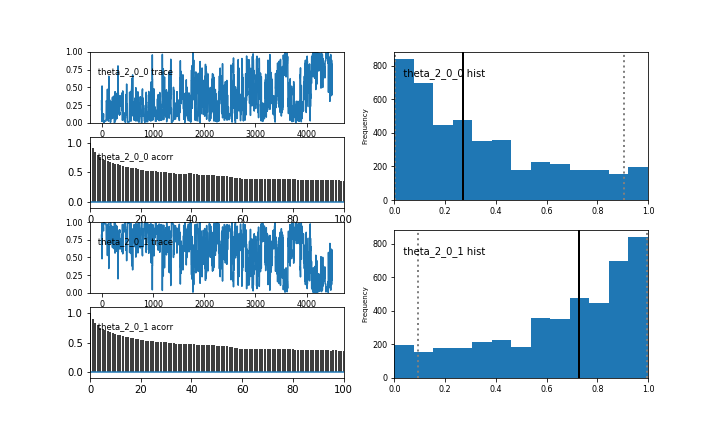 1.00
theta_2_0_0 trace
0.75
0.50
0.25
0.00
0 1000 2000 3000 4000
1.0
theta_2_0_0 acorr
0.5
0.0
0 20 40 60 80 100
1.00
theta_2_0_1 trace
0.75
0.50
0.25
0.00
0 1000 2000 3000 4000
1.0
theta_2_0_1 acorr
0.5
0.0
0 20 40 60 80 100
800
theta_2_0_0 hist
600
Frequency
400
200
0
0.0 0.2 0.4 0.6 0.8 1.0
800
theta_2_0_1 hist
600
Frequency
400
200
0
0.0 0.2 0.4 0.6 0.8 1.0